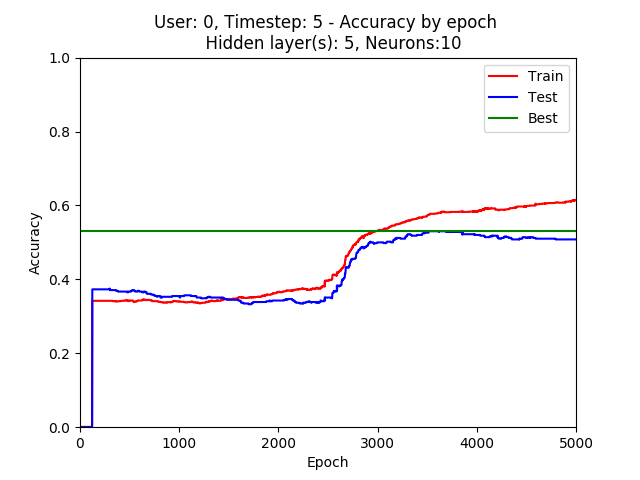 User: 0, Timestep: 5 - Accuracy by epoch
Hidden layer(s): 5, Neurons:10
Train
Test
Best
1.0
0.8
0.6
0.4
0.2
0.0
Accuracy
0 1000 2000 3000 4000 5000
Epoch